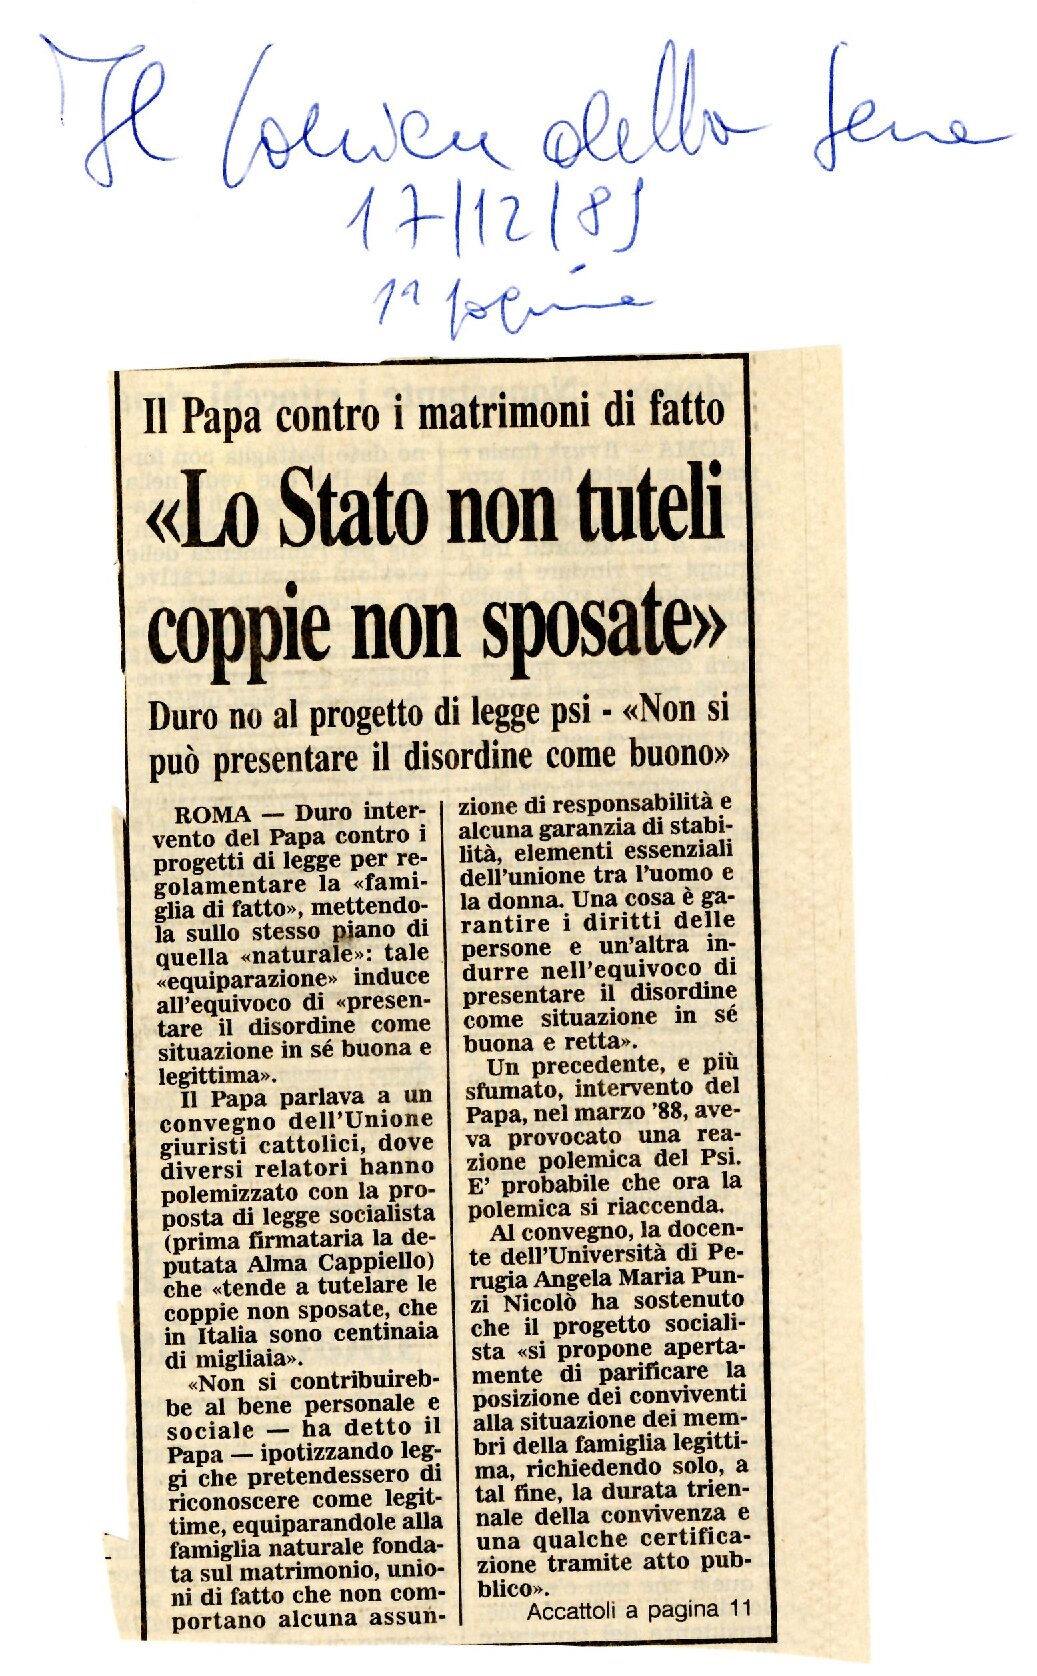 Il Corriere della Sera
17/12/89
1ª pagina
Il Papa contro i matrimoni di fatto
«Lo Stato non tuteli
coppie non sposate»
Duro no al progetto di legge psi - «Non si
può presentare il disordine come buono»
ROMA — Duro inter-
vento del Papa contro i
progetti di legge per re-
golamentare la «fami-
glia di fatto», mettendo-
la sullo stesso piano di
quella «naturale»: tale
«equiparazione» induce
all'equivoco di «presen-
tare il disordine come
situazione in sé buona e
legittima».
Il Papa parlava a un
convegno dell'Unione
giuristi cattolici, dove
diversi relatori hanno
polemizzato con la pro-
posta di legge socialista
(prima firmataria la de-
putata Alma Cappiello)
che «tende a tutelare le
coppie non sposate, che
in Italia sono centinaia
di migliaia».
«Non si contribuireb-
be al bene personale e
sociale — ha detto il
Papa — ipotizzando leg-
gi che pretendessero di
riconoscere come legit-
time, equiparandole alla
famiglia naturale fonda-
ta sul matrimonio, unio-
ni di fatto che non com-
portano alcuna assun-
zione di responsabilità e
alcuna garanzia di stabi-
lità, elementi essenziali
dell'unione tra l'uomo e
la donna. Una cosa è ga-
rantire i diritti delle
persone e un'altra in-
durre nell'equivoco di
presentare il disordine
come situazione in sé
buona e retta».
Un precedente, e più
sfumato, intervento del
Papa, nel marzo '88, ave-
va provocato una rea-
zione polemica del Psi.
E' probabile che ora la
polemica si riaccenda.
Al convegno, la docen-
te dell'Università di Pe-
rugia Angela Maria Pun-
zi Nicolò ha sostenuto
che il progetto sociali-
sta «si propone aperta-
mente di parificare la
posizione dei conviventi
alla situazione dei mem-
bri della famiglia legitti-
ma, richiedendo solo, a
tal fine, la durata trien-
nale della convivenza e
una qualche certifica-
zione tramite atto pub-
blico».
Accattoli a pagina 11